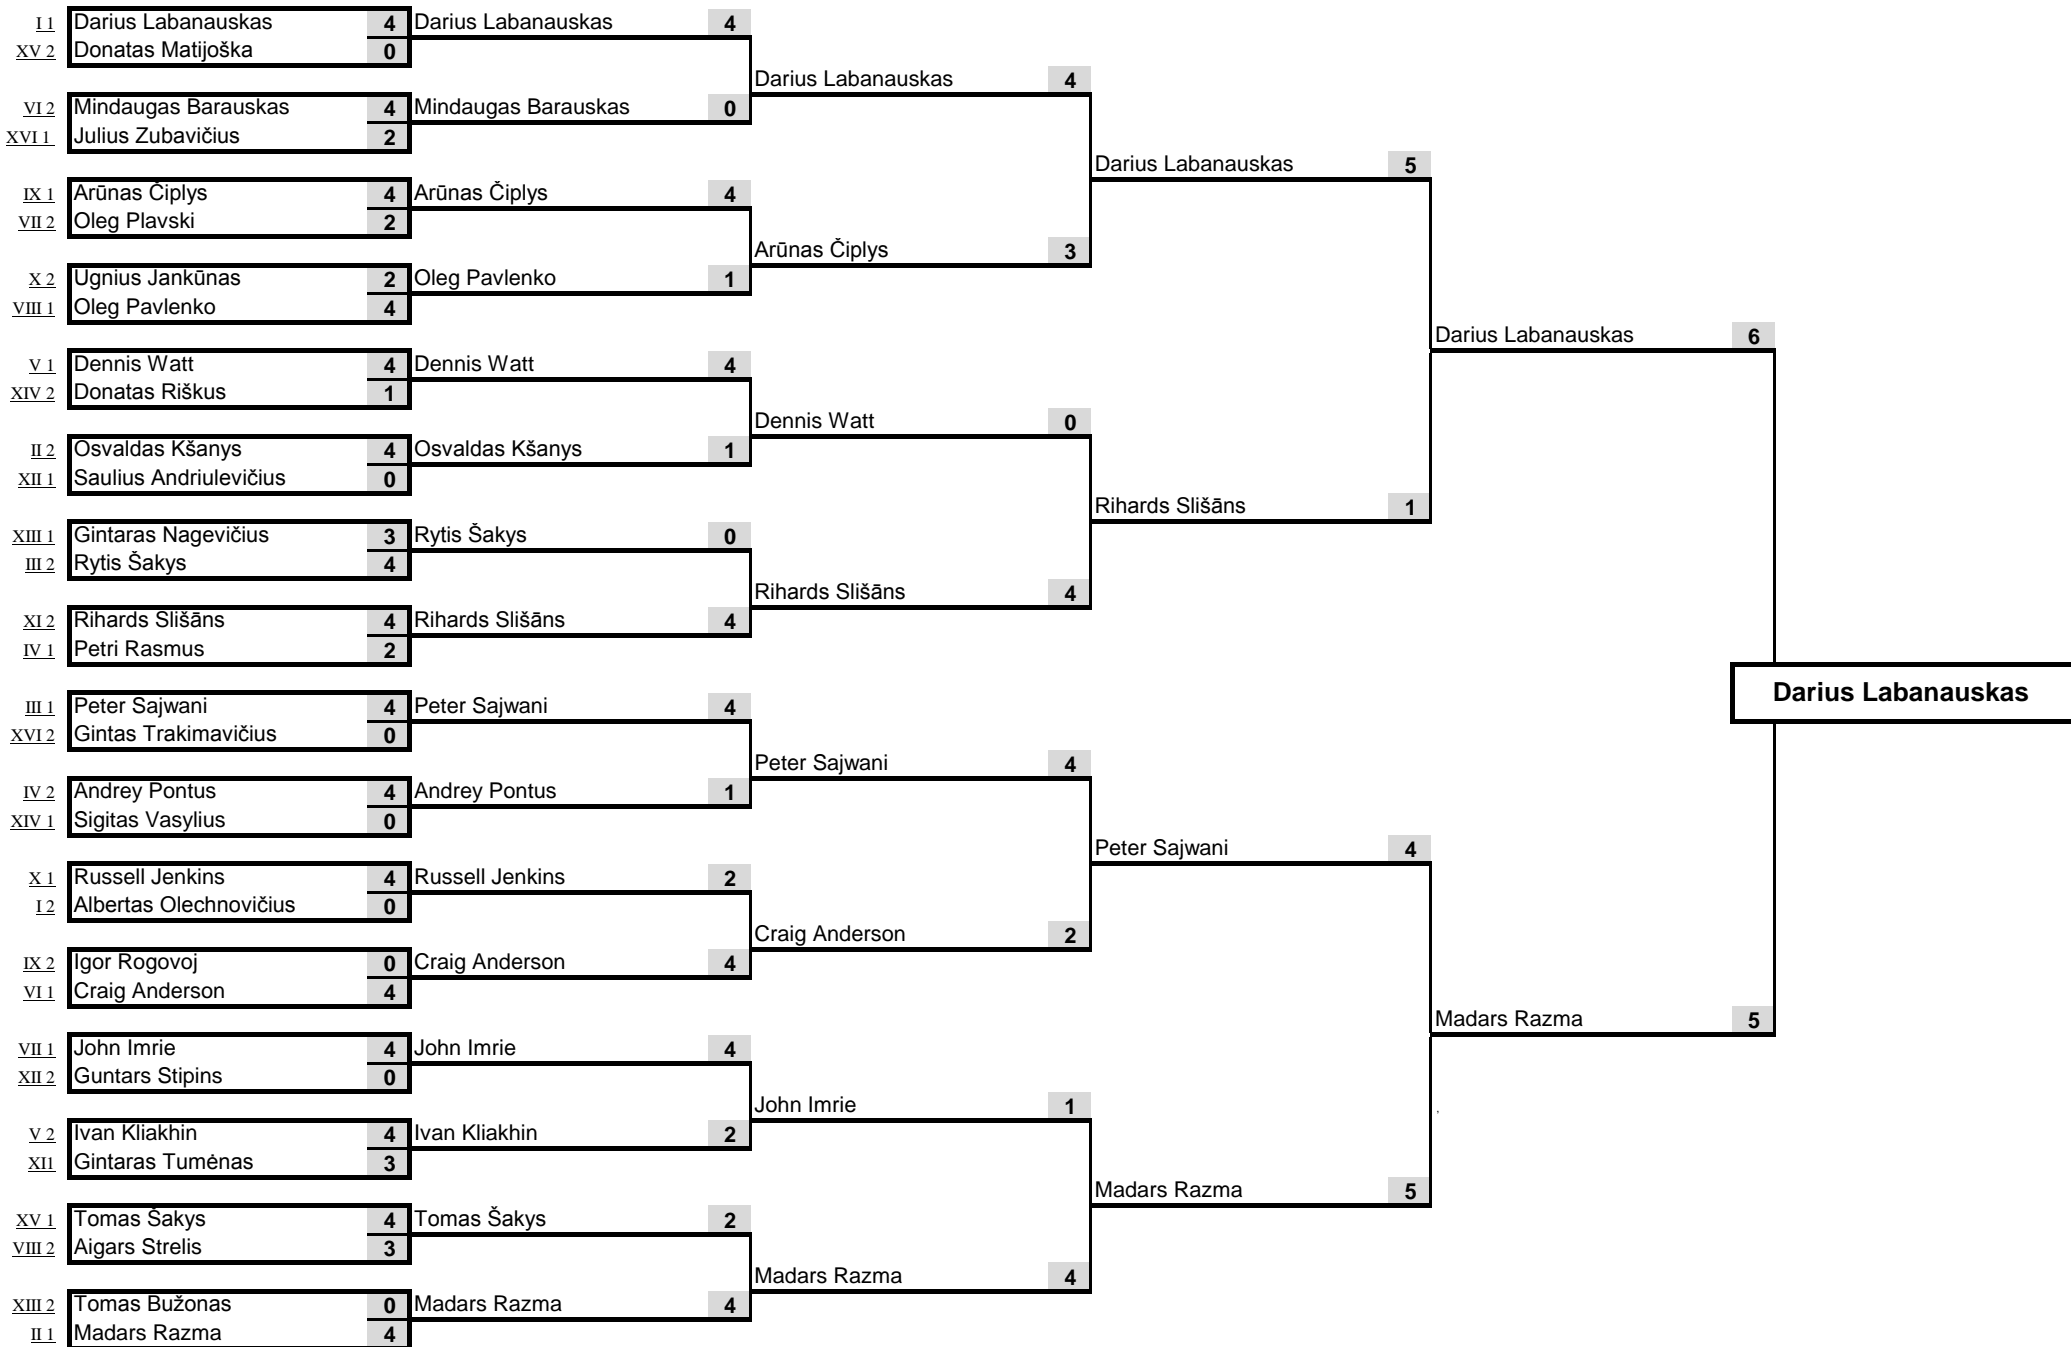 I 1 Darius Labanauskas 4 Darius Labanauskas 4
XV 2 Donatas Matijoška 0
Darius Labanauskas 4
VI 2 Mindaugas Barauskas 4 Mindaugas Barauskas 0
XVI 1 Julius Zubavičius 2
Darius Labanauskas 5
IX 1 Arūnas Čiplys 4 Arūnas Čiplys 4
VII 2 Oleg Plavski 2
Arūnas Čiplys 3
X 2 Ugnius Jankūnas 2 Oleg Pavlenko 1
VIII 1 Oleg Pavlenko 4
Darius Labanauskas 6
V 1 Dennis Watt 4 Dennis Watt 4
XIV 2 Donatas Riškus 1
Dennis Watt 0
II 2 Osvaldas Kšanys 4 Osvaldas Kšanys 1
XII 1 Saulius Andriulevičius 0
Rihards Slišāns 1
XIII 1 Gintaras Nagevičius 3 Rytis Šakys 0
III 2 Rytis Šakys 4
Rihards Slišāns 4
XI 2 Rihards Slišāns 4 Rihards Slišāns 4
IV 1 Petri Rasmus 2
Darius Labanauskas
III 1 Peter Sajwani 4 Peter Sajwani 4
XVI 2 Gintas Trakimavičius 0
Peter Sajwani 4
IV 2 Andrey Pontus 4 Andrey Pontus 1
XIV 1 Sigitas Vasylius 0
Peter Sajwani 4
X 1 Russell Jenkins 4 Russell Jenkins 2
I 2 Albertas Olechnovičius 0
Craig Anderson 2
IX 2 Igor Rogovoj 0 Craig Anderson 4
VI 1 Craig Anderson 4
Madars Razma 5
VII 1 John Imrie 4 John Imrie 4
XII 2 Guntars Stipins 0
John Imrie 1
V 2 Ivan Kliakhin 4 Ivan Kliakhin 2
XI1 Gintaras Tumėnas 3
Madars Razma 5
XV 1 Tomas Šakys 4 Tomas Šakys 2
VIII 2 Aigars Strelis 3
Madars Razma 4
XIII 2 Tomas Bužonas 0 Madars Razma 4
II 1 Madars Razma 4